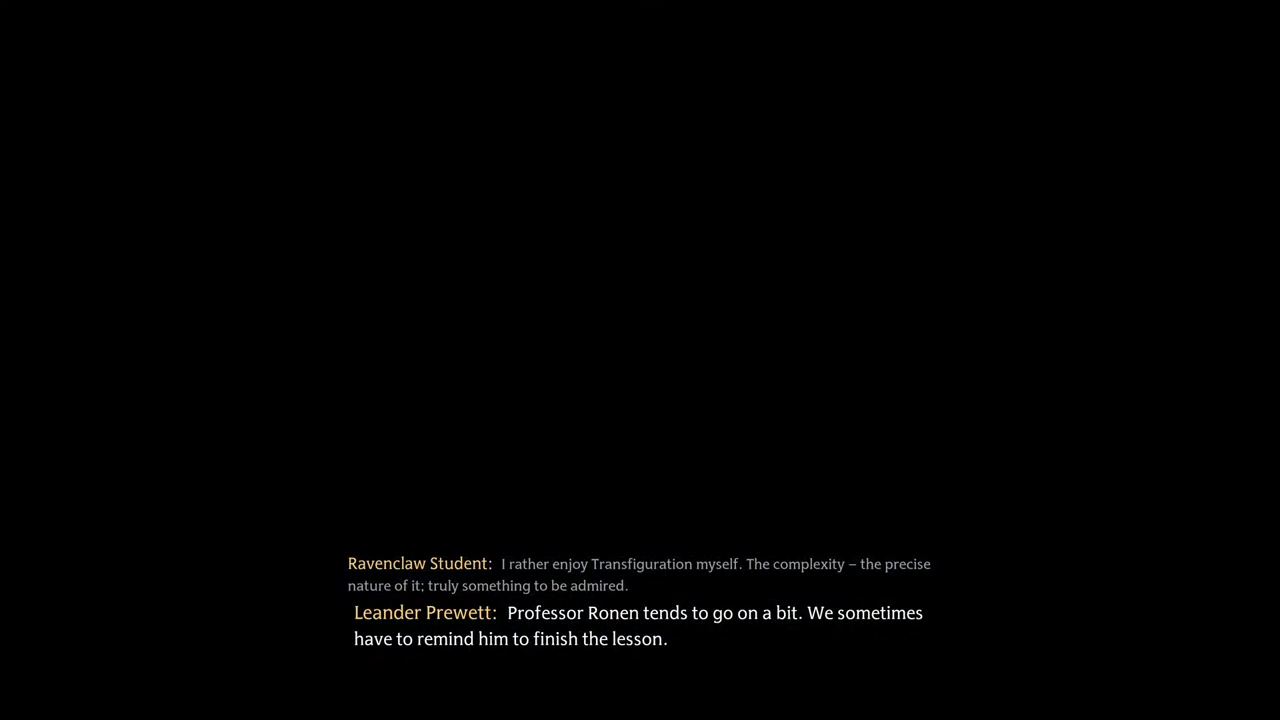 Ravenclaw Student: I rather enjoy Transfiguration myself. The complexity – the precise
nature of it; truly something to be admired.
Leander Prewett: Professor Ronen tends to go on a bit. We sometimes
have to remind him to finish the lesson.